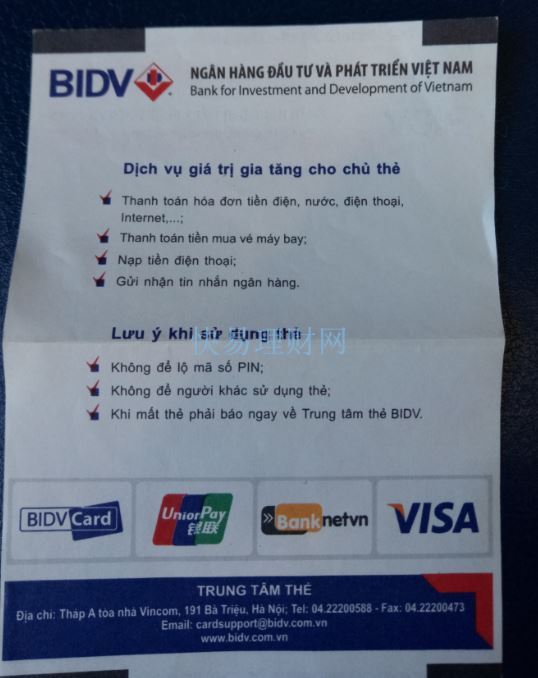 BIDV
NGÂN HÀNG ĐẦU TƯ VÀ PHÁT TRIỂN VIỆT NAM
Bank for Investment and Development of Vietnam
Dịch vụ giá trị gia tăng cho chủ thẻ
Thanh toán hóa đơn tiền điện, nước, điện thoại,
Internet,...;
Thanh toán tiền mua vé máy bay;
Nạp tiền điện thoại;
Gửi nhận tin nhắn ngân hàng.
Lưu ý khi sử dụng thẻ
快易理财网
Không để lộ mã số PIN;
Không để người khác sử dụng thẻ;
Khi mất thẻ phải báo ngay về Trung tâm thẻ BIDV.
BIDV Card
UnionPay
银联
Banknetvn
VISA
TRUNG TÂM THẺ
Địa chỉ: Tháp A tòa nhà Vincom, 191 Bà Triệu, Hà Nội; Tel: 04.22200588 - Fax: 04.22200473
Email: cardsupport@bidv.com.vn
www.bidv.com.vn